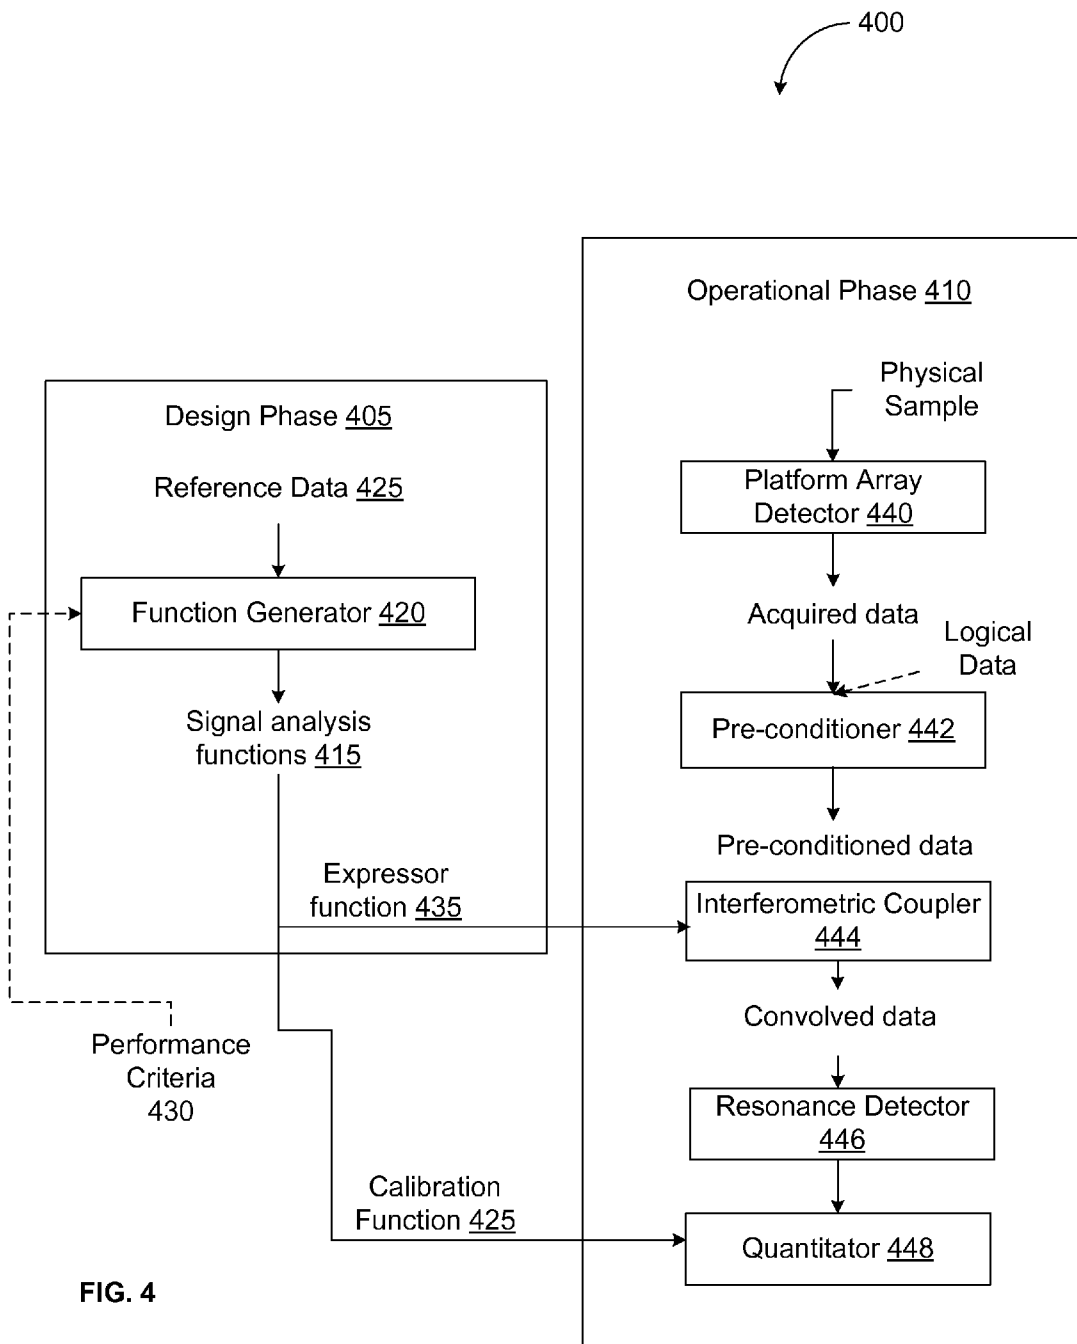 400
Operational Phase 410
Physical
Sample
Platform Array
Detector 440
Acquired data
Logical
Data
Pre-conditioner 442
Pre-conditioned data
Interferometric Coupler
444
Convolved data
Resonance Detector
446
Quantitator 448
Design Phase 405
Reference Data 425
Function Generator 420
Signal analysis
functions 415
Expressor
function 435
Performance
Criteria
430
Calibration
Function 425
FIG. 4